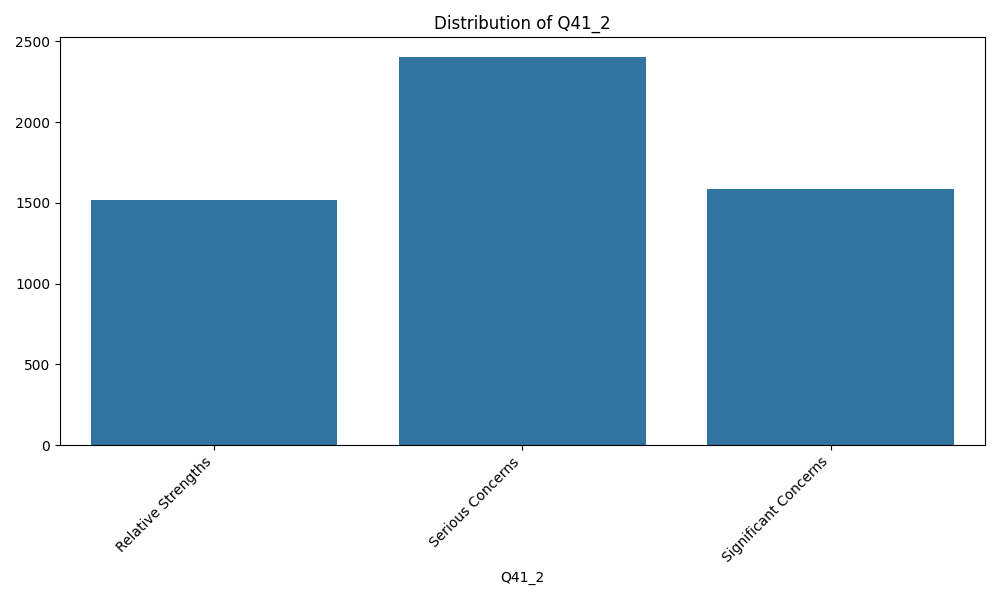 Distribution of Q41_2
2500
2000
1500
1000
500
0
Relative Strengths
Serious Concerns
Significant Concerns
Q41_2